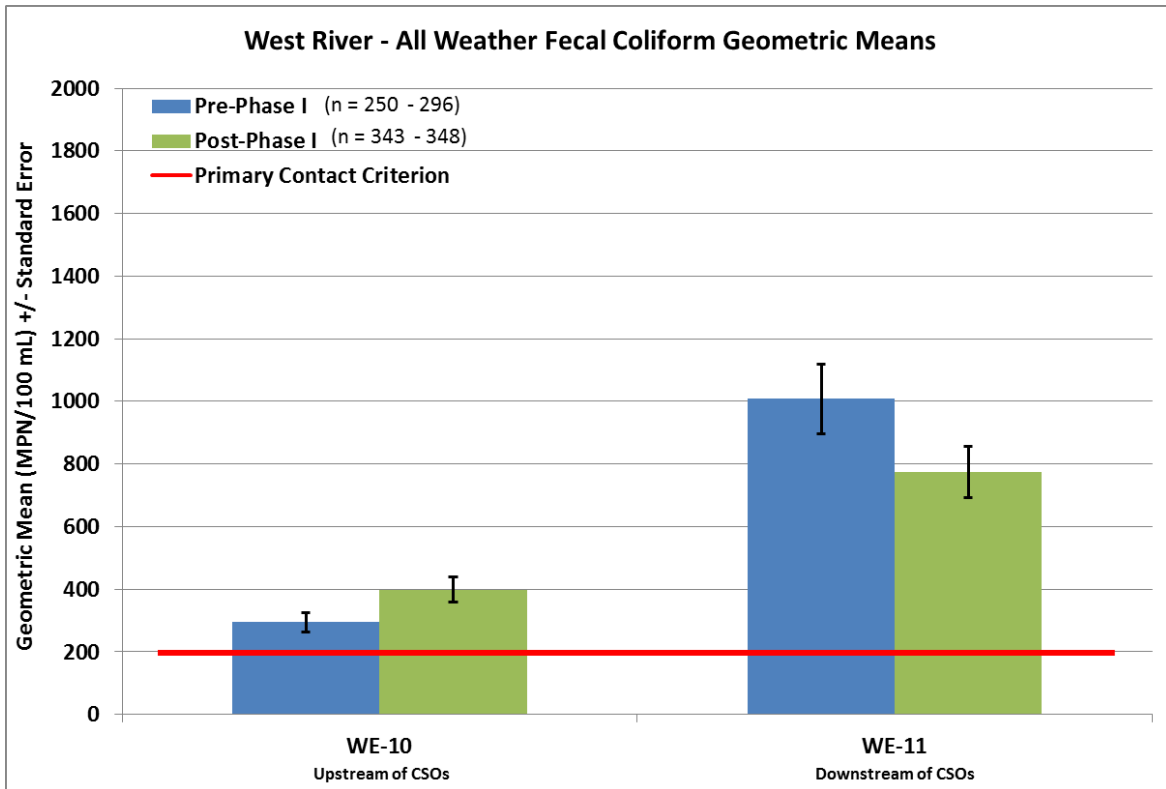 West River - All Weather Fecal Coliform Geometric Means
Geometric Mean (MPN/100 mL) +/- Standard Error
2000
1800
1600
1400
1200
1000
800
600
400
200
0
Pre-Phase I (n = 250 - 296)
Post-Phase I (n = 343 - 348)
Primary Contact Criterion
WE-10
Upstream of CSOs
WE-11
Downstream of CSOs